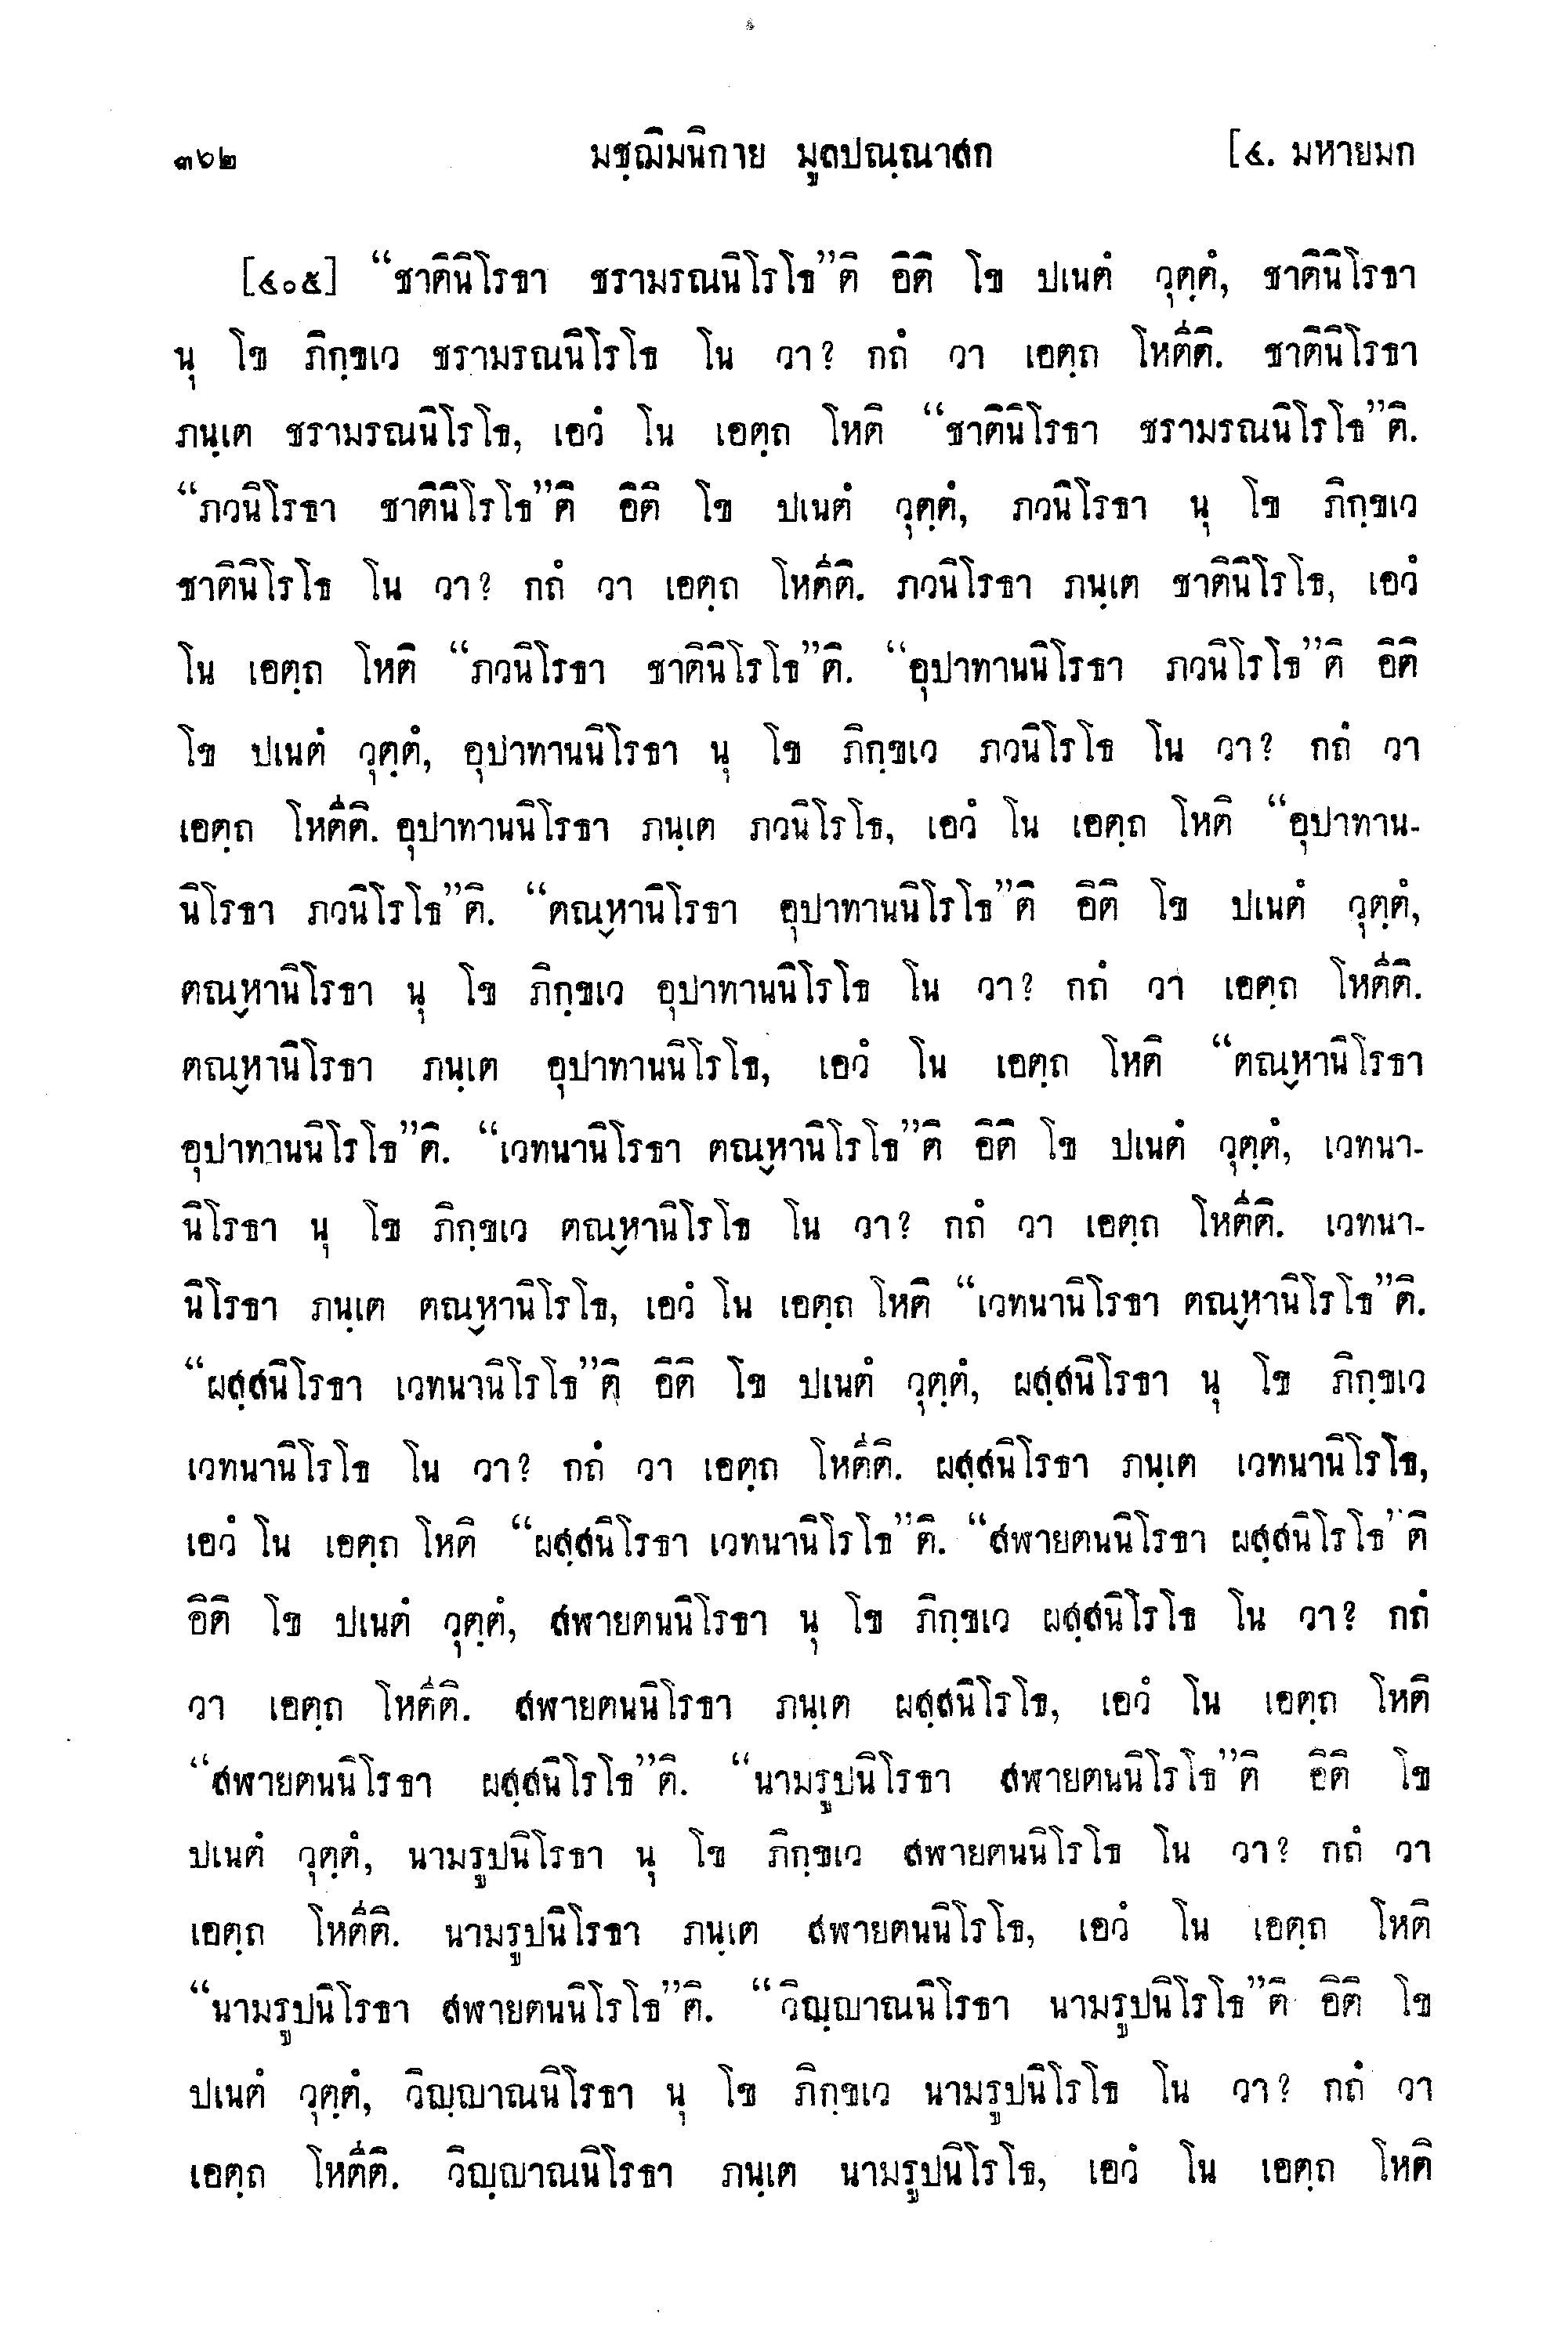 ๓๖๒ มชฺฌิมนิกาย มูลปณฺณาสก [๔. มหายมก
[๔๐๕] “ชาตินิโรธา ชรามรณนิโรโธ”ติ อิติ โข ปเนตํ วุตฺตํ, ชาตินิโรธา
นุ โข ภิกฺขเว ชรามรณนิโรโธ โน วา? กถํ วา เอตฺถ โหตี่ติ. ชาตินิโรธา
ภนฺเต ชรามรณนิโรโธ, เอวํ โน เอตฺถ โหติ “ชาตินิโรธา ชรามรณนิโรโธ”ติ.
“ภวนิโรธา ชาตินิโรโธ”ติ อิติ โข ปเนตํ วุตฺตํ, ภวนิโรธา นุ โข ภิกฺขเว
ชาตินิโรโธ โน วา? กถํ วา เอตฺถ โหตี่ติ. ภวนิโรธา ภนฺเต ชาตินิโรโธ, เอวํ
โน เอตฺถ โหติ “ภวนิโรธา ชาตินิโรโธ”ติ. “อุปาทานนิโรธา ภวนิโรโธ”ติ อิติ
โข ปเนตํ วุตฺตํ, อุปาทานนิโรธา นุ โข ภิกฺขเว ภวนิโรโธ โน วา? กถํ วา
เอตฺถ โหตี่ติ. อุปาทานนิโรธา ภนฺเต ภวนิโรโธ, เอวํ โน เอตฺถ โหติ “อุปาทาน-
นิโรธา ภวนิโรโธ”ติ. “ตณฺหานิโรธา อุปาทานนิโรโธ”ติ อิติ โข ปเนตํ วุตฺตํ,
ตณฺหานิโรธา นุ โข ภิกฺขเว อุปาทานนิโรโธ โน วา? กถํ วา เอตฺถ โหตี่ติ.
ตณฺหานิโรธา ภนฺเต อุปาทานนิโรโธ, เอวํ โน เอตฺถ โหติ “ตณฺหานิโรธา
อุปาทานนิโรโธ”ติ. “เวทนานิโรธา ตณฺหานิโรโธ”ติ อิติ โข ปเนตํ วุตฺตํ, เวทนา-
นิโรธา นุ โข ภิกฺขเว ตณฺหานิโรโธ โน วา? กถํ วา เอตฺถ โหตี่ติ. เวทนา-
นิโรธา ภนฺเต ตณฺหานิโรโธ, เอวํ โน เอตฺถ โหติ “เวทนานิโรธา ตณฺหานิโรโธ”ติ.
“ผสฺสนิโรธา เวทนานิโรโธ”ติ อิติ โข ปเนตํ วุตฺตํ, ผสฺสนิโรธา นุ โข ภิกฺขเว
เวทนานิโรโธ โน วา? กถํ วา เอตฺถ โหตี่ติ. ผสฺสนิโรธา ภนฺเต เวทนานิโรโธ,
เอวํ โน เอตฺถ โหติ “ผสฺสนิโรธา เวทนานิโรโธ”ติ. “สฬายตนนิโรธา ผสฺสนิโรโธ”ติ
อิติ โข ปเนตํ วุตฺตํ, สฬายตนนิโรธา นุ โข ภิกฺขเว ผสฺสนิโรโธ โน วา? กถํ
วา เอตฺถ โหตี่ติ. สฬายตนนิโรธา ภนฺเต ผสฺสนิโรโธ, เอวํ โน เอตฺถ โหติ
“สฬายตนนิโรธา ผสฺสนิโรโธ”ติ. “นามรูปนิโรธา สฬายตนนิโรโธ”ติ อิติ โข
ปเนตํ วุตฺตํ, นามรูปนิโรธา นุ โข ภิกฺขเว สฬายตนนิโรโธ โน วา? กถํ วา
เอตฺถ โหตี่ติ. นามรูปนิโรธา ภนฺเต สฬายตนนิโรโธ, เอวํ โน เอตฺถ โหติ
“นามรูปนิโรธา สฬายตนนิโรโธ”ติ. “วิญฺญาณนิโรธา นามรูปนิโรโธ”ติ อิติ โข
ปเนตํ วุตฺตํ, วิญฺญาณนิโรธา นุ โข ภิกฺขเว นามรูปนิโรโธ โน วา? กถํ วา
เอตฺถ โหตี่ติ. วิญฺญาณนิโรธา ภนฺเต นามรูปนิโรโธ, เอวํ โน เอตฺถ โหติ